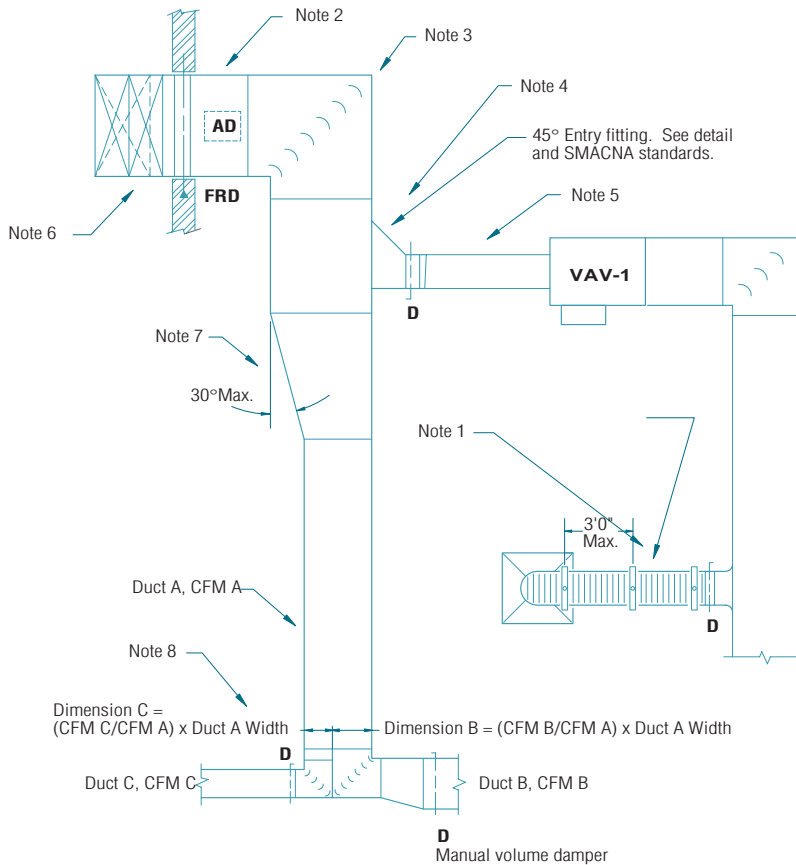 Note 2
Note 3
Note 4
AD
45° Entry fitting. See detail
and SMACNA standards.
FRD
Note 5
Note 6
VAV-1
D
Note 7
30°Max.
Note 1
3'0"
Max.
Duct A, CFM A
D
Note 8
Dimension C =
(CFM C/CFM A) x Duct A Width
Dimension B = (CFM B/CFM A) x Duct A Width
D
Duct C, CFM C
Duct B, CFM B
D
Manual volume damper